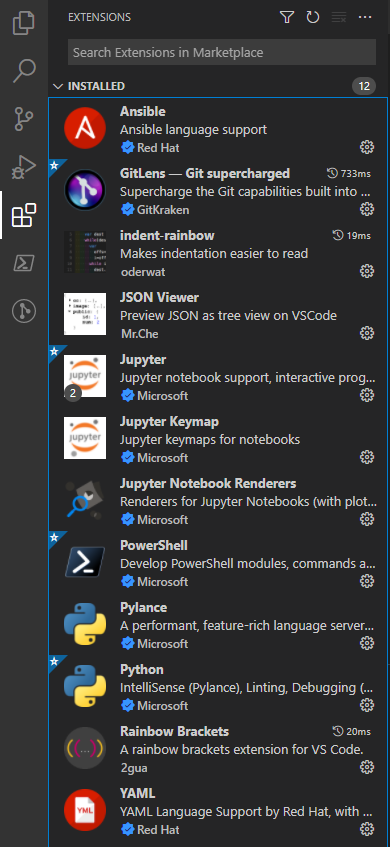 EXTENSIONS
Search Extensions in Marketplace
INSTALLED 12
Ansible
Ansible language support
Red Hat
GitLens — Git supercharged 733ms
Supercharge the Git capabilities built into ...
GitKraken
indent-rainbow 19ms
Makes indentation easier to read
oderwat
JSON Viewer
Preview JSON as tree view on VSCode
Mr.Che
Jupyter
Jupyter notebook support, interactive prog...
jupyter
2
Microsoft
Jupyter Keymap
Jupyter keymaps for notebooks
jupyter
Microsoft
Jupyter Notebook Renderers
Renderers for Jupyter Notebooks (with plot...
Microsoft
PowerShell
Develop PowerShell modules, commands a...
Microsoft
Pylance
A performant, feature-rich language server...
Microsoft
Python
IntelliSense (Pylance), Linting, Debugging (...
Microsoft
Rainbow Brackets 20ms
A rainbow brackets extension for VS Code.
2gua
YAML
YAML Language Support by Red Hat, with ...
YML
Red Hat